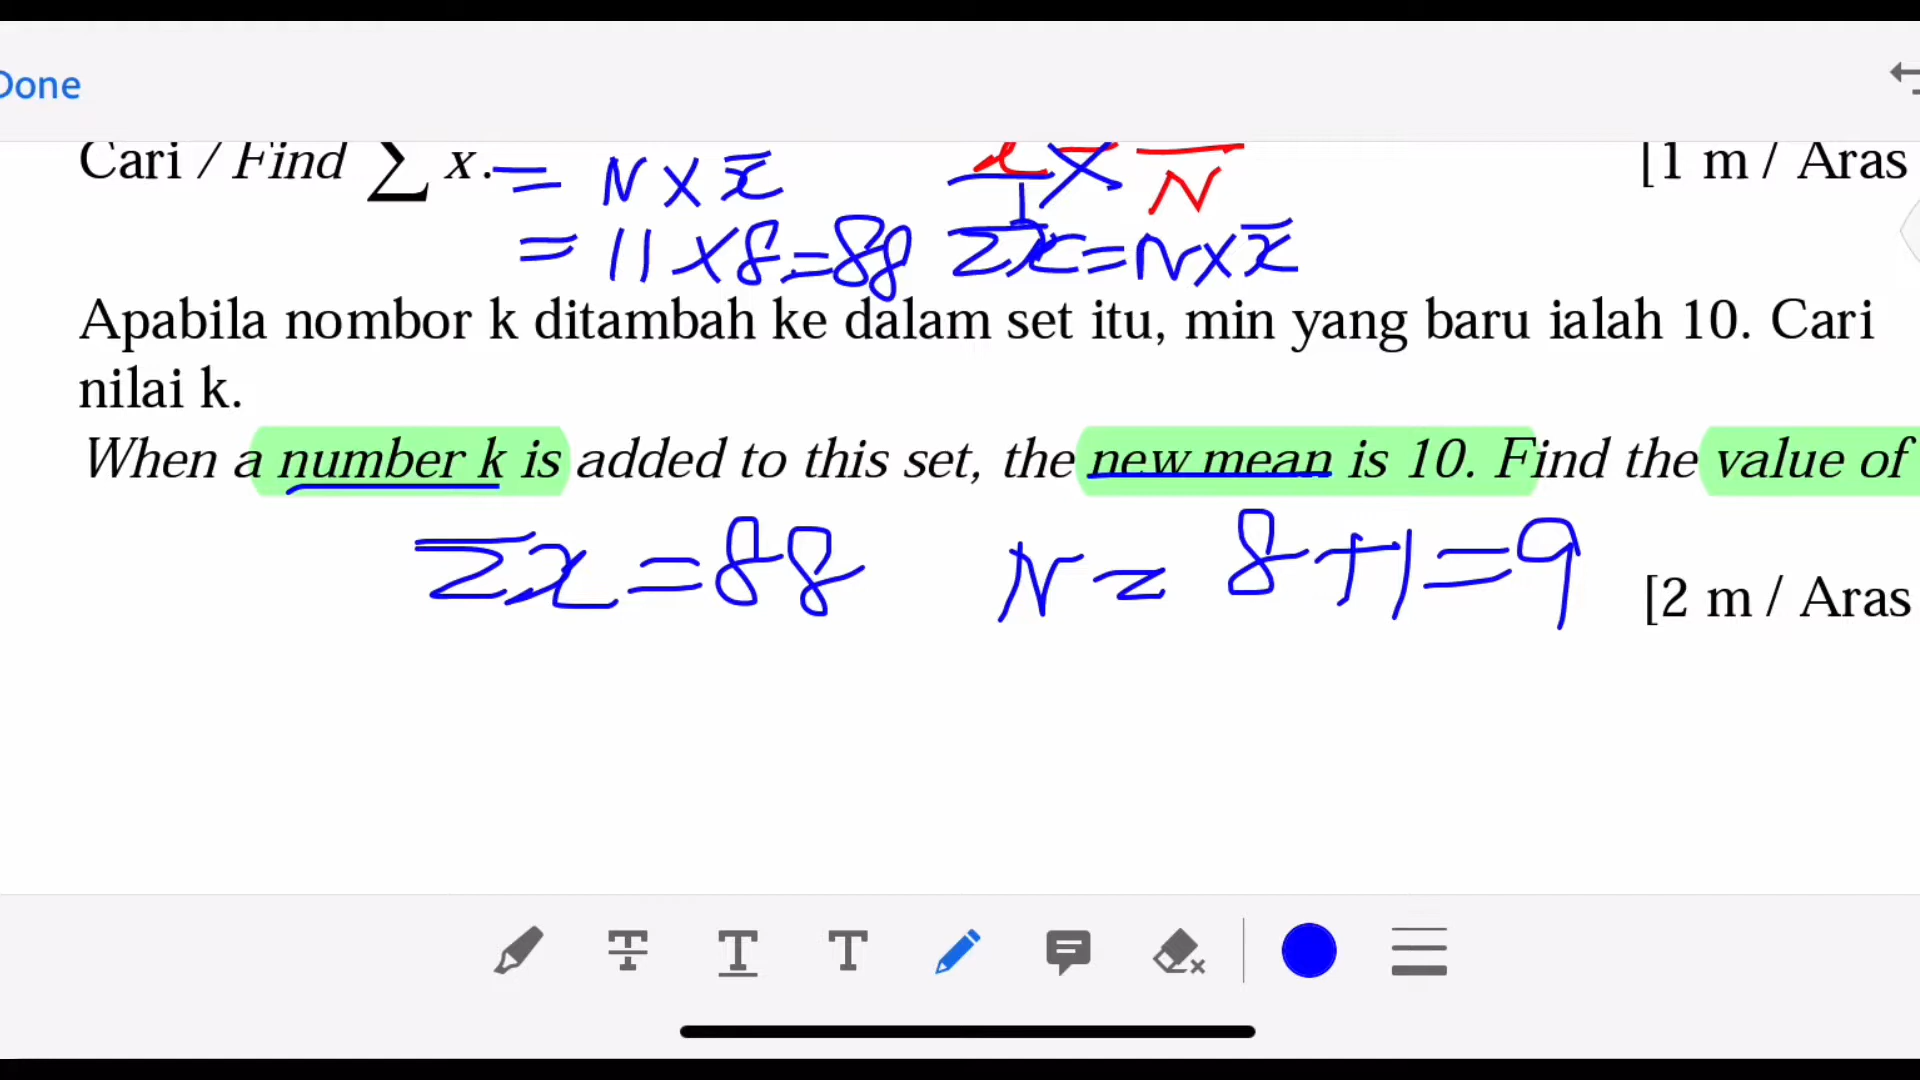 Done
Cari / Find ∑ x. = N × x̄
[1 m / Aras
N
= 11 × 8 = 88 Σx = N × x̄
Apabila nombor k ditambah ke dalam set itu, min yang baru ialah 10. Cari
nilai k.
When a number k is added to this set, the new mean is 10. Find the value of
Σx = 88 N = 8 + 1 = 9
[2 m / Aras